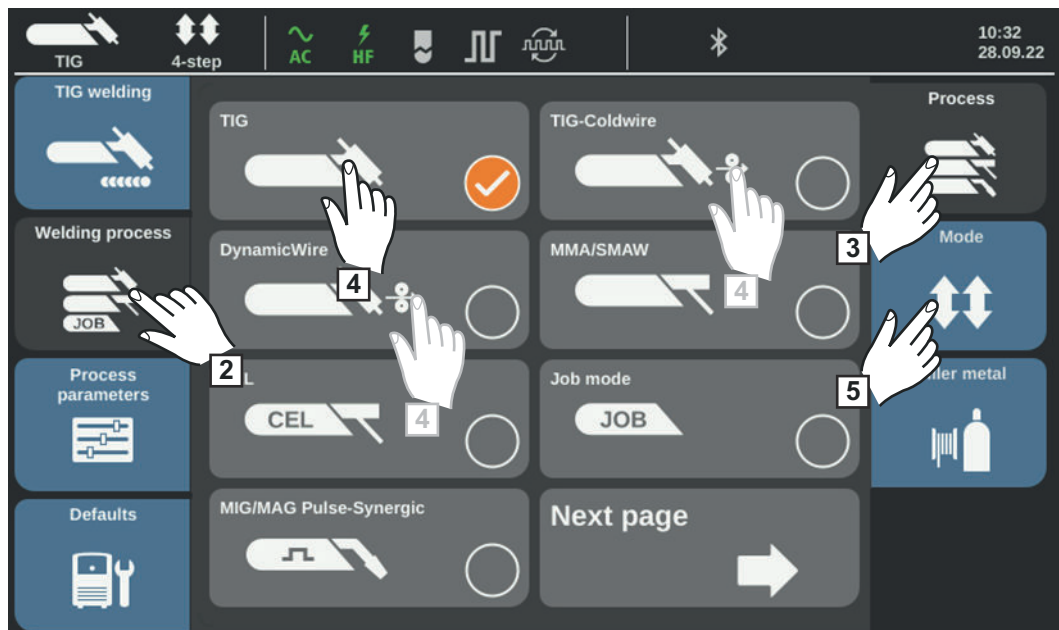 TIG
4-step
AC
HF
10:32
28.09.22
TIG welding
Welding process
JOB
Process
parameters
Defaults
TIG
TIG-Coldwire
DynamicWire
MMA/SMAW
CEL
Job mode
JOB
MIG/MAG Pulse-Synergic
Next page
Process
Mode
metal
2
3
4
4
4
5